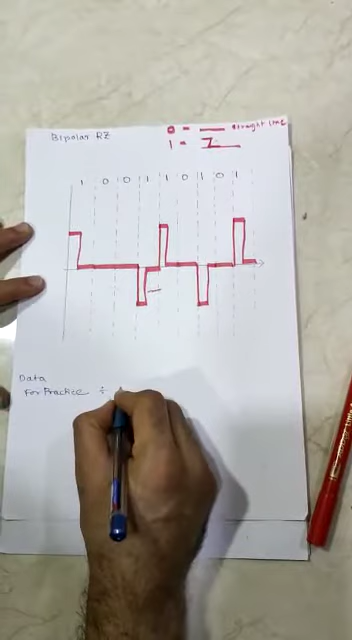 Bipolar RZ
0 = — straight line
1 =
1 0 0 1 1 0 1 0 1
Data
For Practice ÷